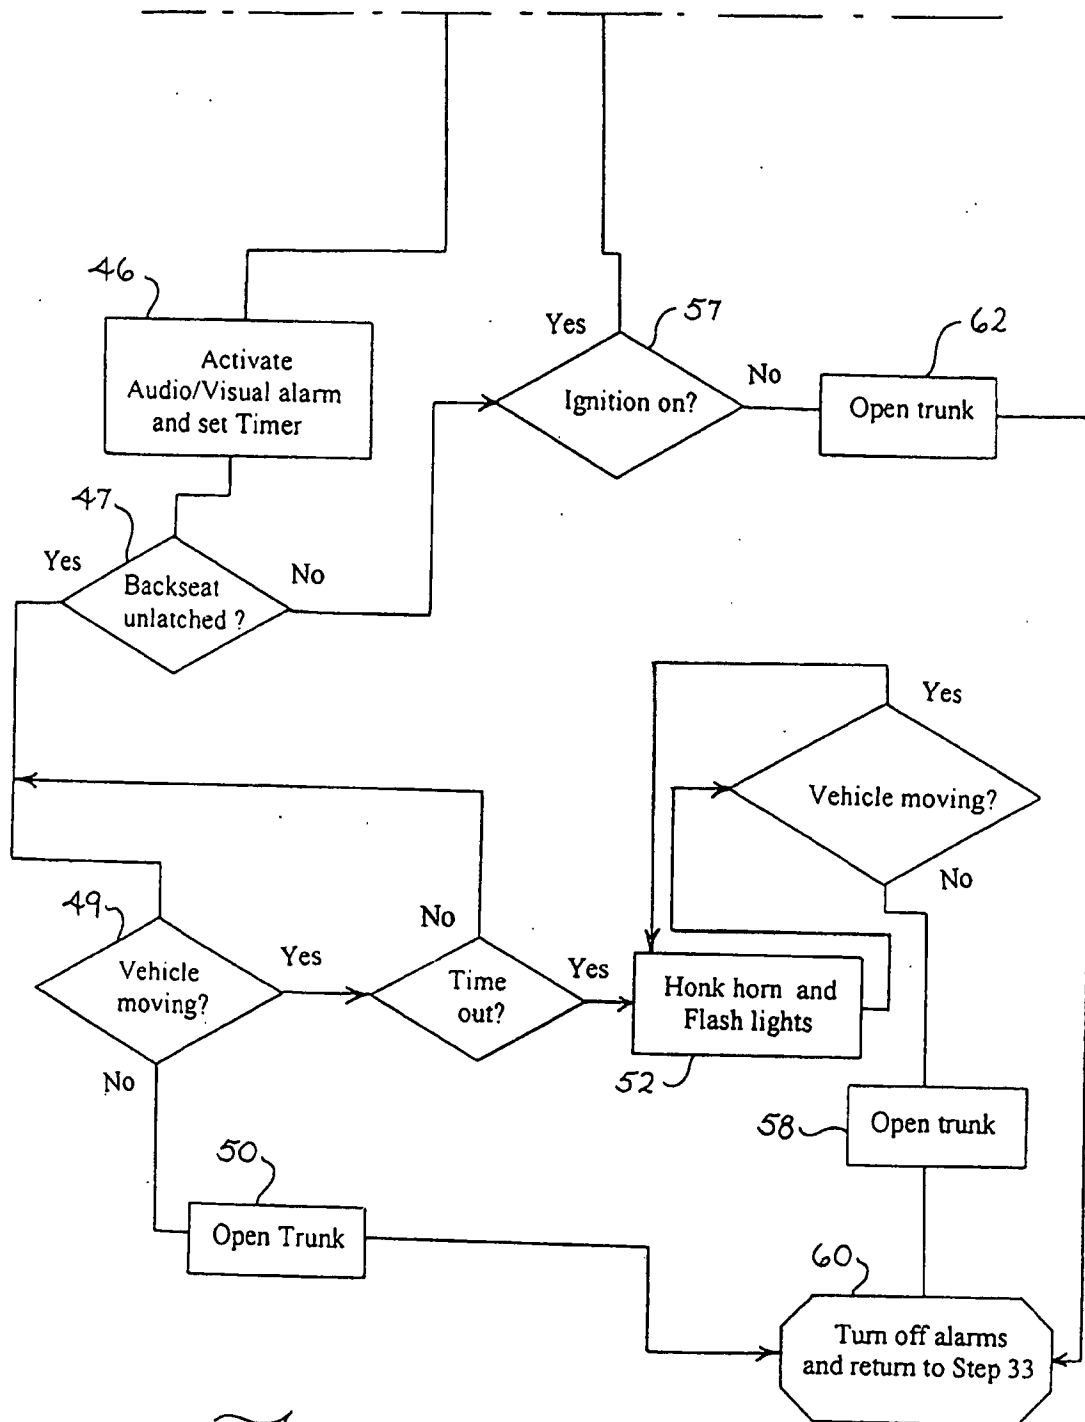 46
57
62
Yes
No
Activate
Audio/Visual alarm
and set Timer
Ignition on?
Open trunk
47
Yes
No
Backseat
unlatched ?
Yes
Vehicle moving?
No
49
No
Yes
Yes
Vehicle
moving?
Time
out?
Honk horn and
Flash lights
No
52
58
Open trunk
50
Open Trunk
60
Turn off alarms
and return to Step 33